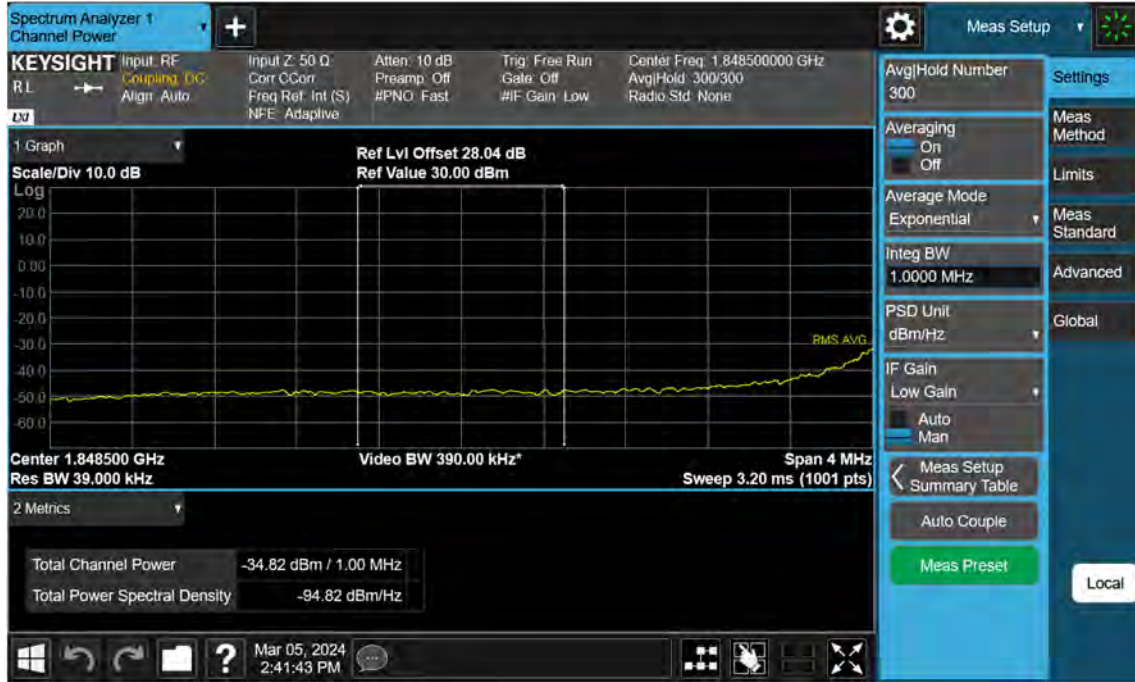 Spectrum Analyzer 1
Channel Power
Meas Setup
KEYSIGHT
Input: RF
Coupling: DC
Align: Auto
RL
LXI
Input Z: 50 Ω
Corr CCorr
Freq Ref: Int (S)
NFE: Adaptive
Atten: 10 dB
Preamp: Off
#PNO: Fast
Trig: Free Run
Gate: Off
#IF Gain: Low
Center Freq: 1.848500000 GHz
Avg|Hold: 300/300
Radio Std: None
1 Graph
Scale/Div 10.0 dB
Ref Lvl Offset 28.04 dB
Ref Value 30.00 dBm
Log
20.0
10.0
0.00
-10.0
-20.0
-30.0
-40.0
-50.0
-60.0
RMS AVG
Center 1.848500 GHz
Res BW 39.000 kHz
Video BW 390.00 kHz*
Span 4 MHz
Sweep 3.20 ms (1001 pts)
2 Metrics
Total Channel Power -34.82 dBm / 1.00 MHz
Total Power Spectral Density -94.82 dBm/Hz
?
Mar 05, 2024
2:41:43 PM
Avg|Hold Number
300
Averaging
On
Off
Average Mode
Exponential
Integ BW
1.0000 MHz
PSD Unit
dBm/Hz
IF Gain
Low Gain
Auto
Man
Meas Setup
Summary Table
Auto Couple
Meas Preset
Settings
Meas
Method
Limits
Meas
Standard
Advanced
Global
Local